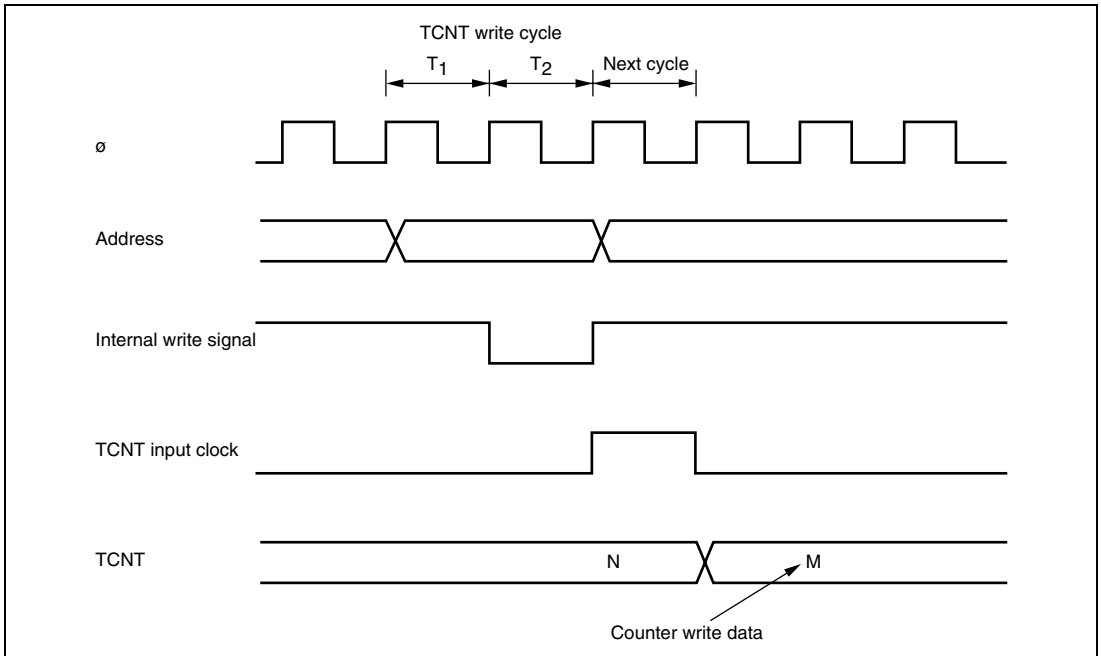 TCNT write cycle
T1 T2 Next cycle
ø
Address
Internal write signal
TCNT input clock
TCNT N M
Counter write data